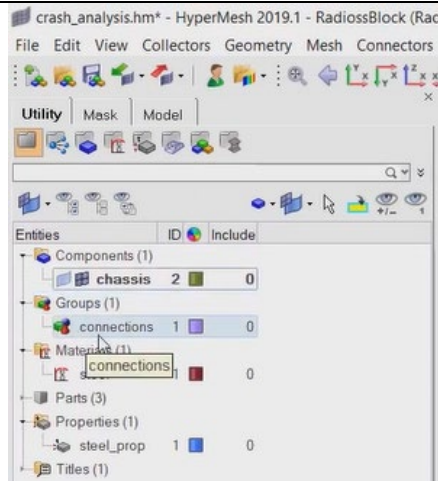 crash_analysis.hm* - HyperMesh 2019.1 - RadiossBlock (Rad
File Edit View Collectors Geometry Mesh Connectors
Utility Mask Model
Entities ID Include
Components (1)
chassis 2 0
Groups (1)
connections 1 0
Materials (1)
connections
1 0
Parts (3)
Properties (1)
steel_prop 1 0
Titles (1)